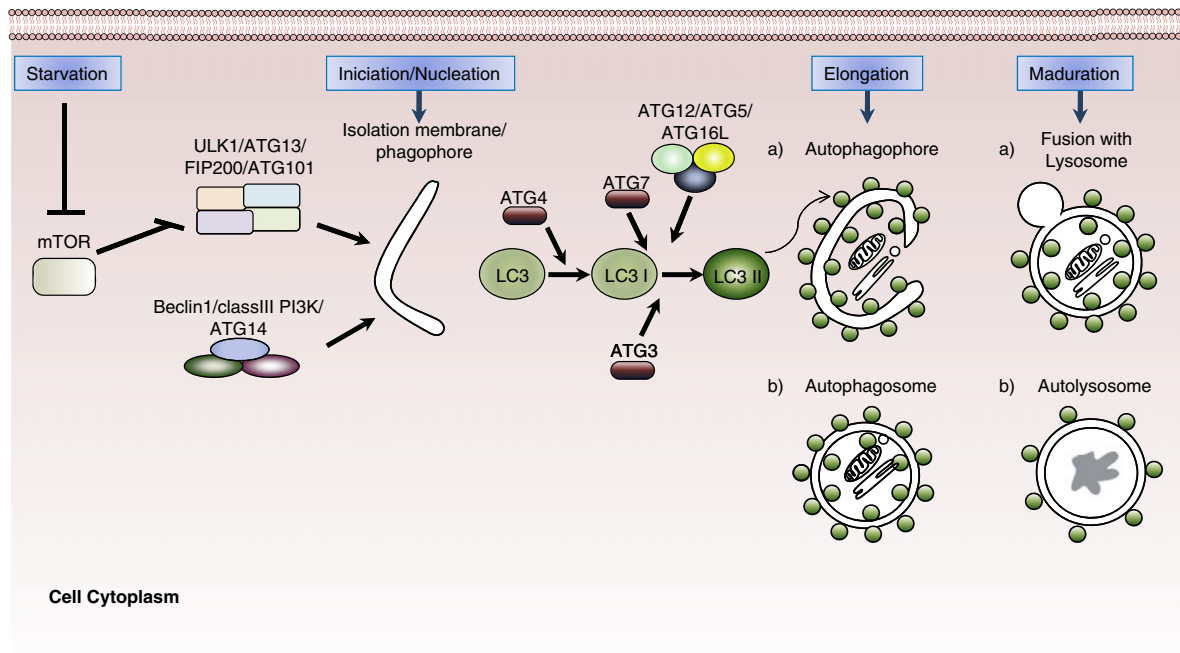 Starvation
Iniciation/Nucleation
Elongation
Maduration
mTOR
ULK1/ATG13/
FIP200/ATG101
Beclin1/classIII PI3K/
ATG14
Isolation membrane/
phagophore
ATG4
ATG7
ATG12/ATG5/
ATG16L
LC3
LC3 I
LC3 II
ATG3
a) Autophagophore
b) Autophagosome
a) Fusion with
Lysosome
b) Autolysosome
Cell Cytoplasm